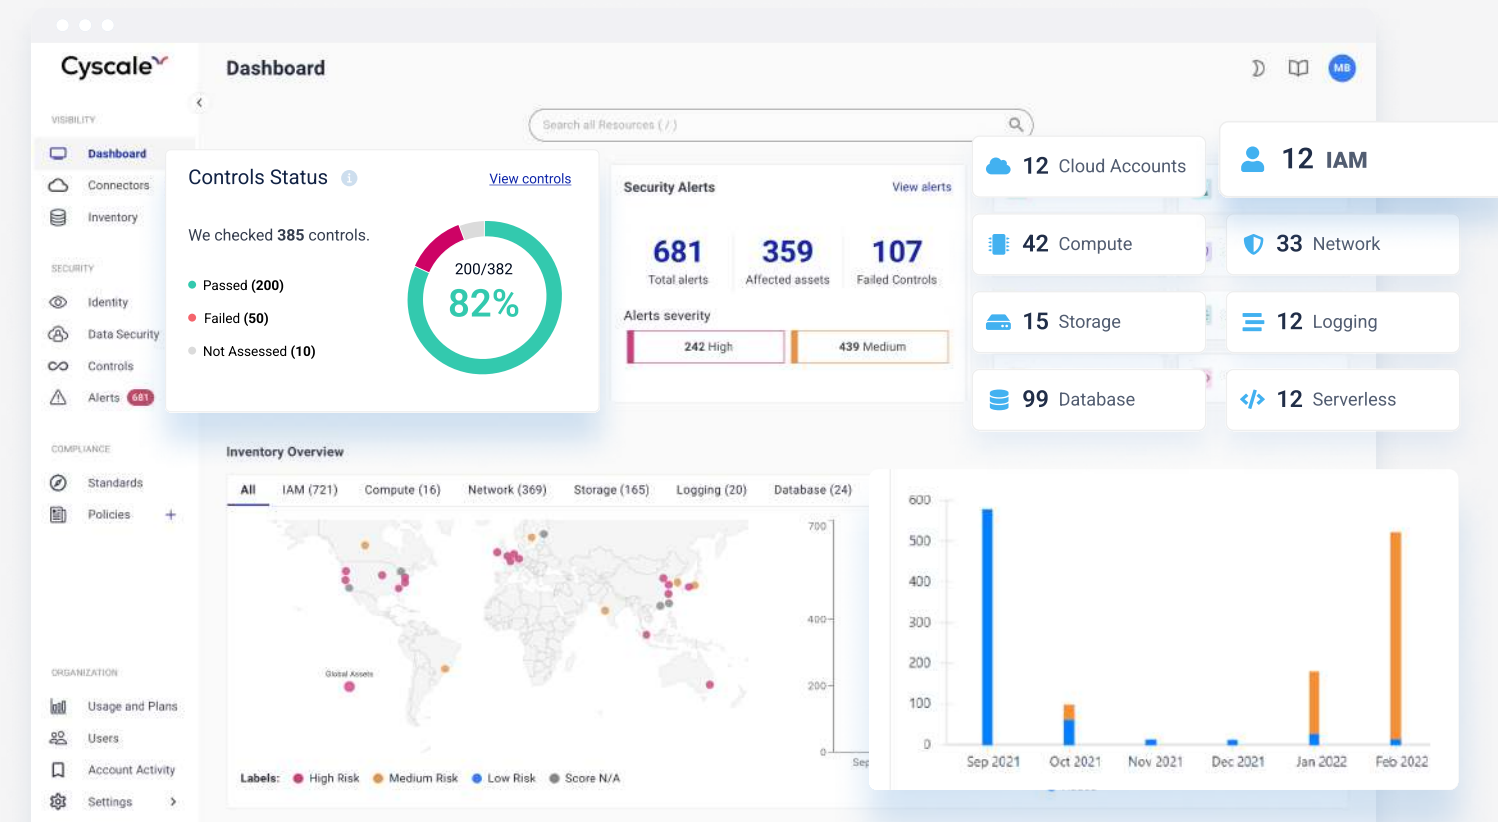 Cyscale
Dashboard
MB
VISIBILITY
Search all Resources ( / )
Dashboard
Connectors
Inventory
SECURITY
Identity
Data Security
Controls
Alerts 681
COMPLIANCE
Standards
Policies +
ORGANIZATION
Usage and Plans
Users
Account Activity
Settings
Controls Status
View controls
We checked 385 controls.
Passed (200)
Failed (50)
Not Assessed (10)
200/382
82%
Security Alerts
View alerts
681
359
107
Total alerts
Affected assets
Failed Controls
Alerts severity
242 High
439 Medium
12 Cloud Accounts
12 IAM
42 Compute
33 Network
15 Storage
12 Logging
99 Database
12 Serverless
Inventory Overview
All IAM (721) Compute (16) Network (369) Storage (165) Logging (20) Database (24)
Global Assets
Labels: High Risk Medium Risk Low Risk Score N/A
700
400
200
0
Sep
600
500
400
300
200
100
0
Sep 2021 Oct 2021 Nov 2021 Dec 2021 Jan 2022 Feb 2022